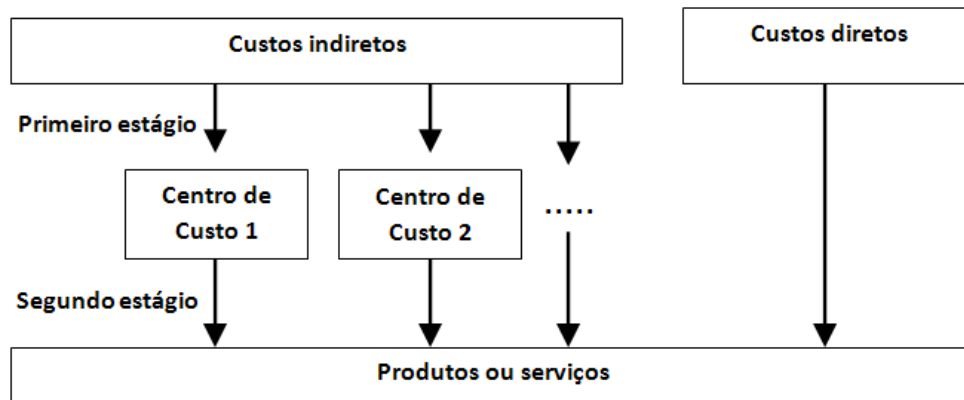 Custos indiretos
Custos diretos
Primeiro estágio
Centro de
Custo 1
Centro de
Custo 2
.....
Segundo estágio
Produtos ou serviços